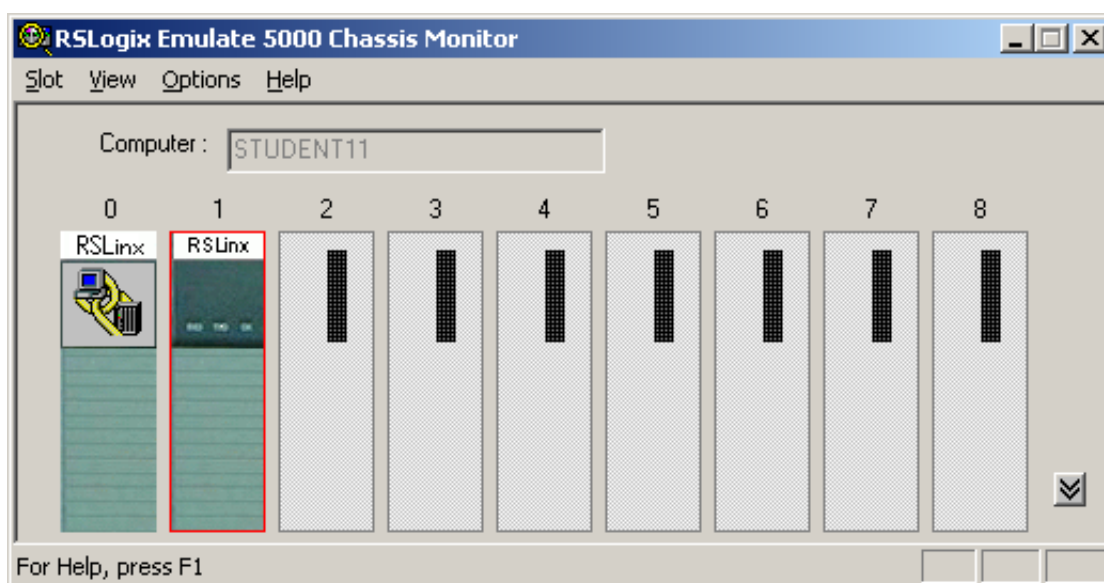 RSLogix Emulate 5000 Chassis Monitor
Slot View Options Help
Computer : STUDENT11
0 1 2 3 4 5 6 7 8
RSLinx RSLinx
For Help, press F1